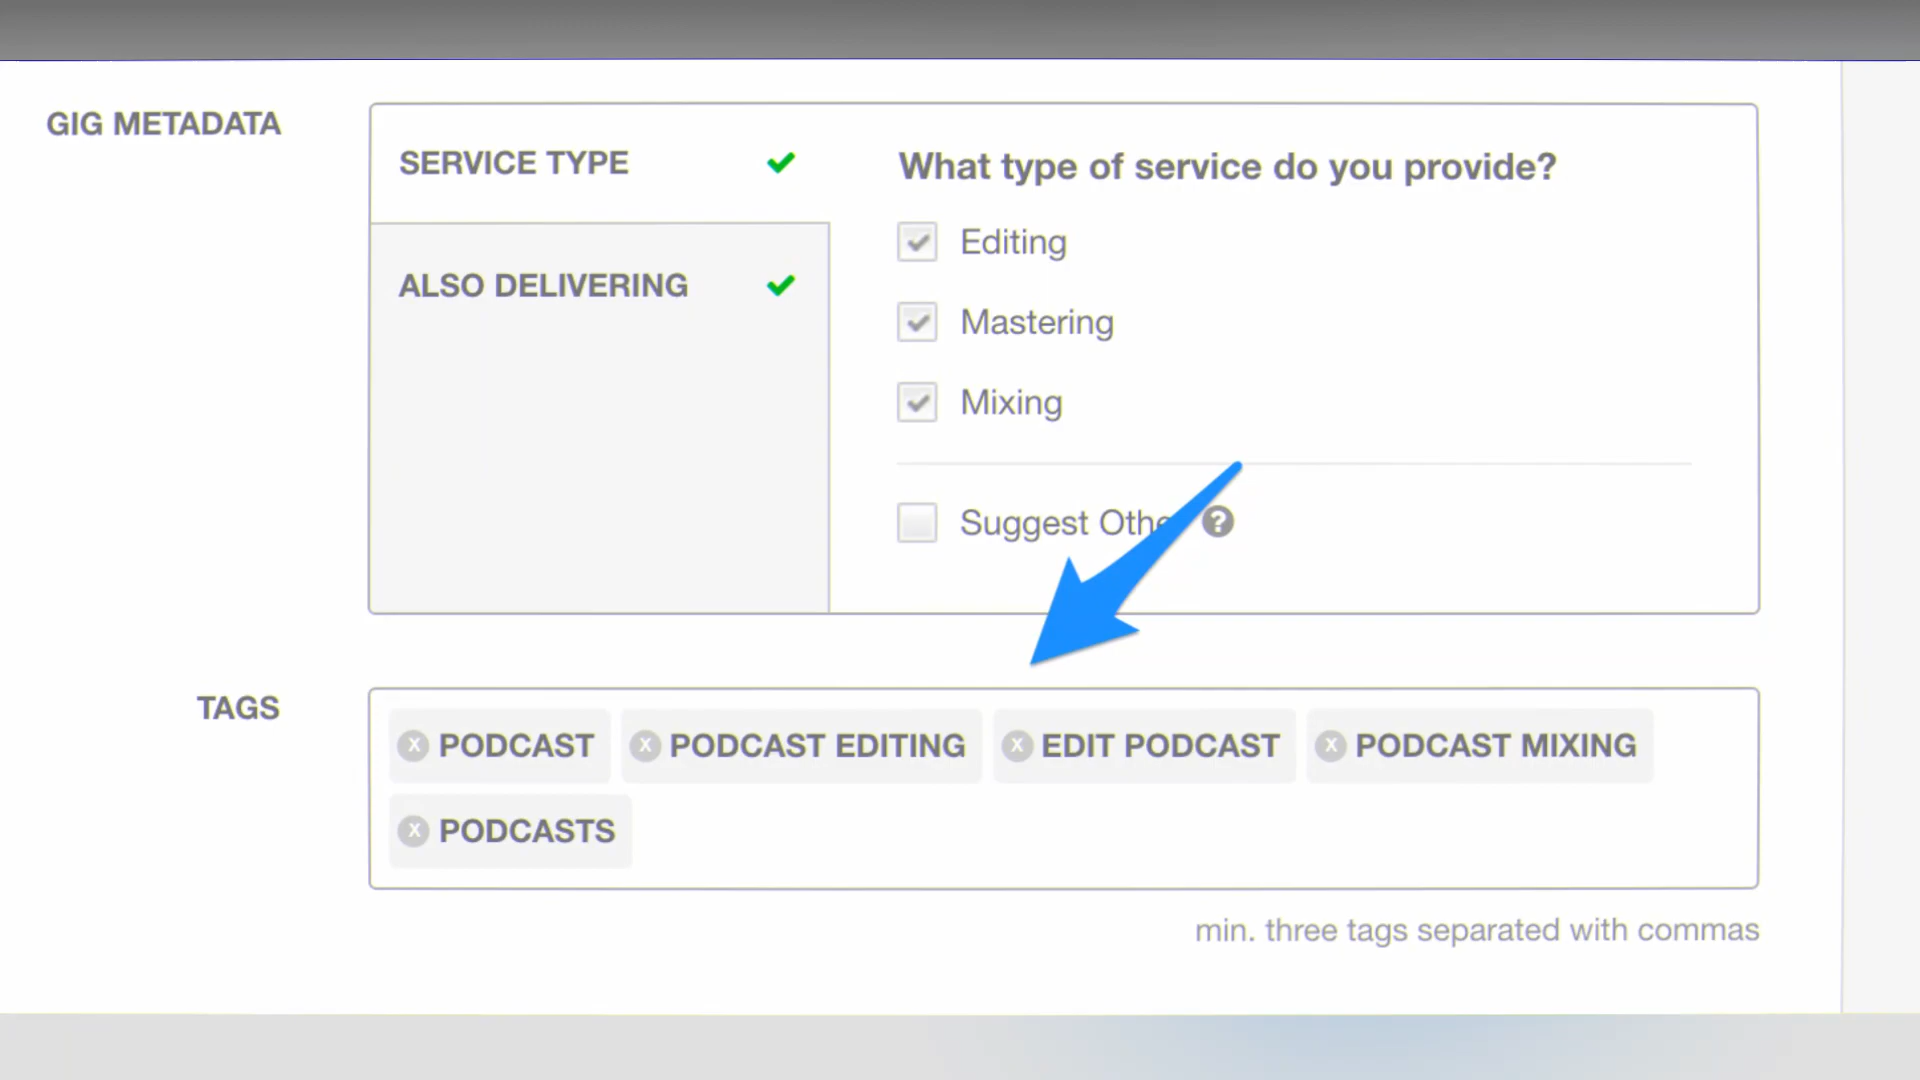 GIG METADATA
SERVICE TYPE
What type of service do you provide?
Editing
ALSO DELIVERING
Mastering
Mixing
Suggest Othe
?
TAGS
X PODCAST X PODCAST EDITING X EDIT PODCAST X PODCAST MIXING
X PODCASTS
min. three tags separated with commas